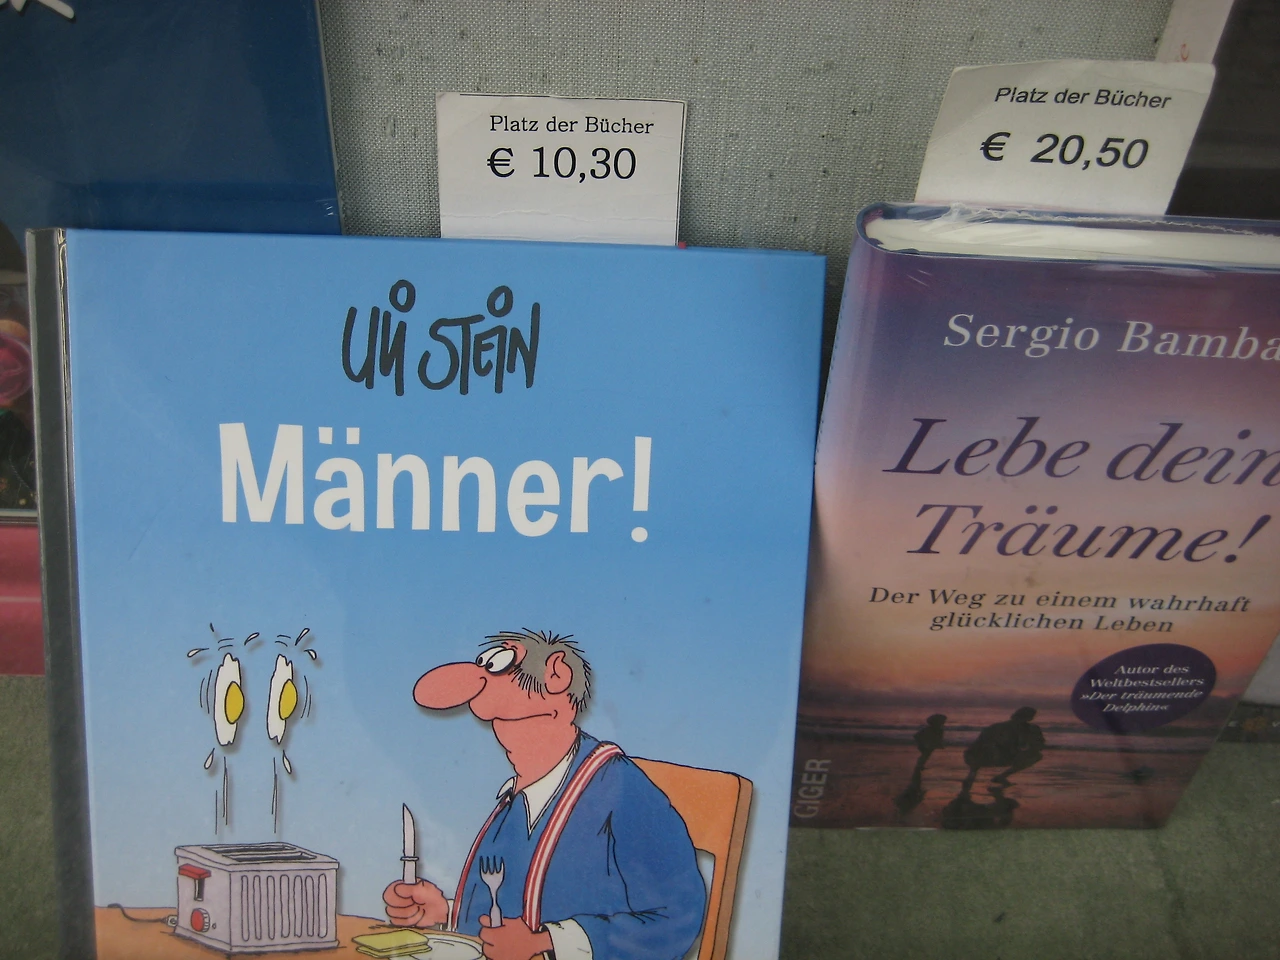 Platz der Bücher
€ 10,30
Platz der Bücher
€ 20,50
Uli Stein
Männer!
Sergio Bamba
Lebe dein
Träume!
Der Weg zu einem wahrhaft
glücklichen Leben
Autor des
Weltbestsellers
»Der träumende
Delphin«
GIGER